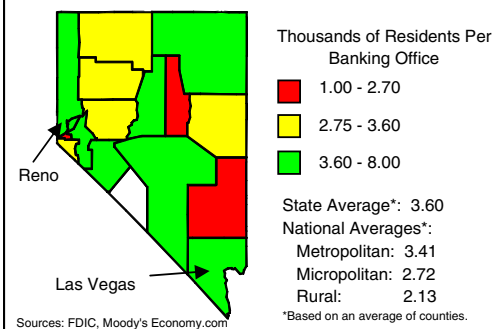 Thousands of Residents Per
Banking Office
1.00 - 2.70
2.75 - 3.60
3.60 - 8.00
Reno
State Average*: 3.60
National Averages*:
Metropolitan: 3.41
Micropolitan: 2.72
Rural: 2.13
Las Vegas
*Based on an average of counties.
Sources: FDIC, Moody's Economy.com